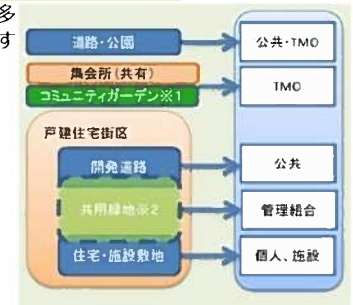 多
す
道路・公園
公共・TMO
集会所(共有)
コミュニティガーデン※1
TMO
戸建住宅街区
開発道路
公共
共用緑地※2
管理組合
住宅・施設敷地
個人、施設